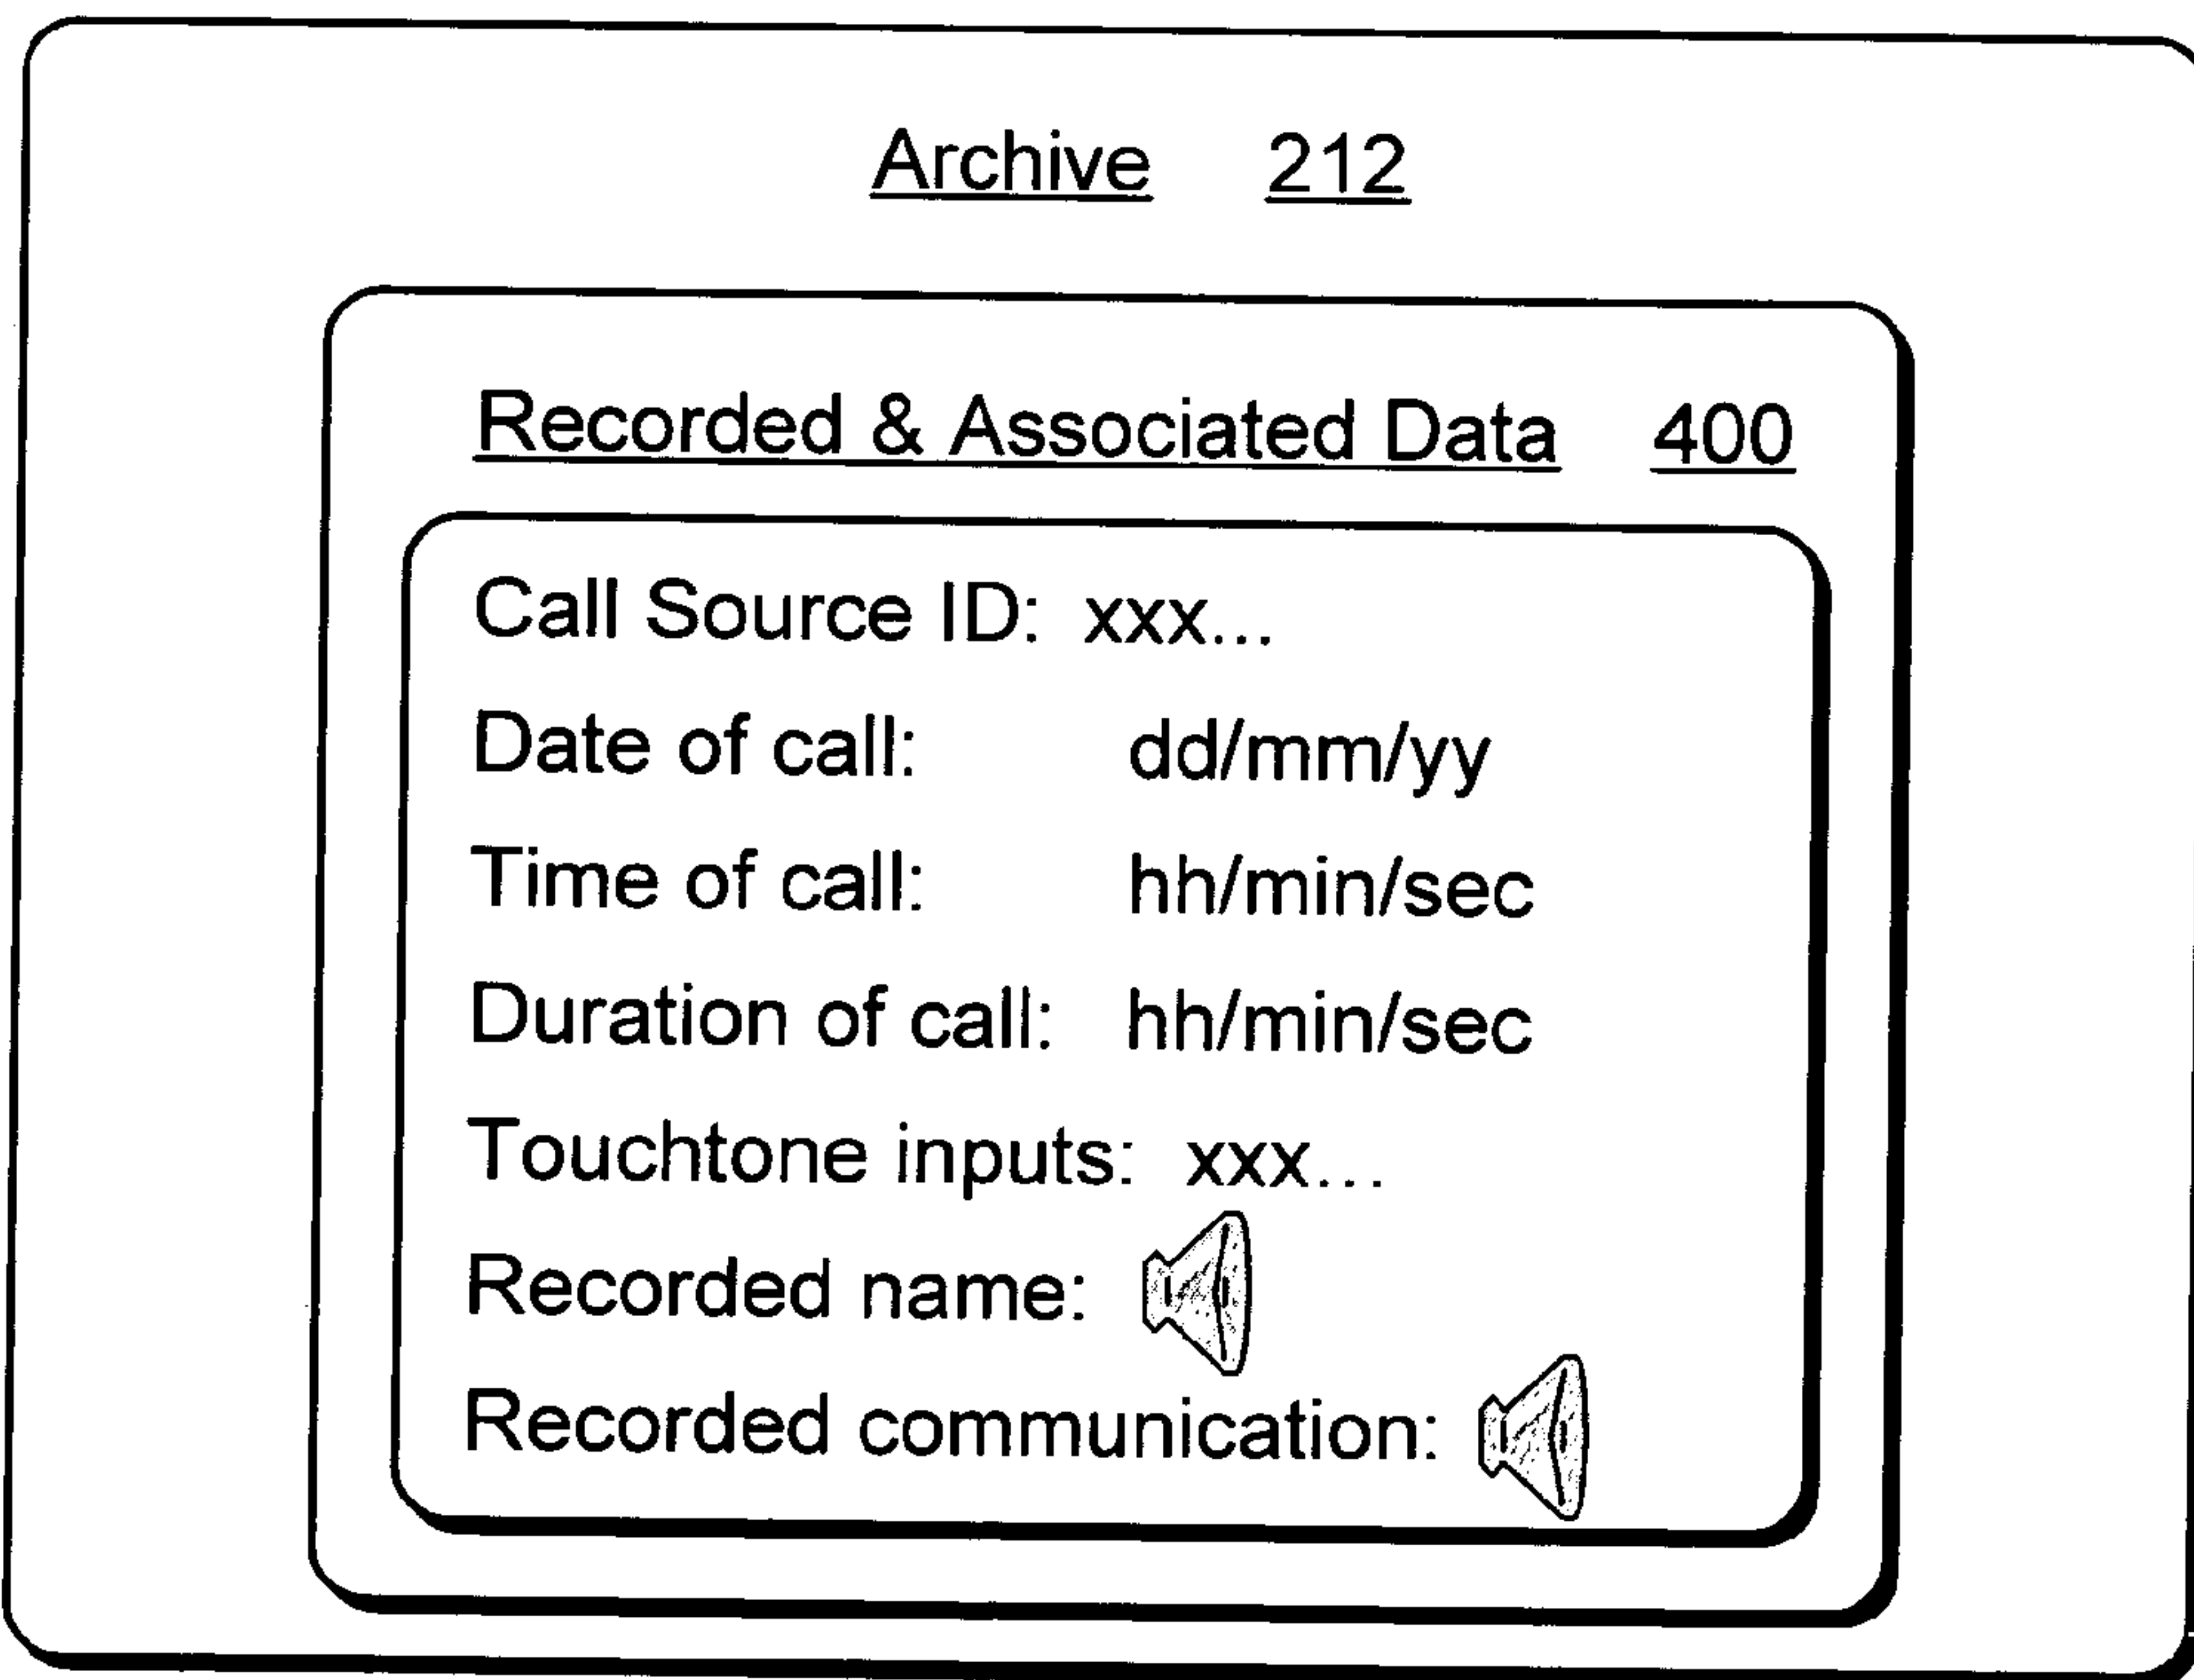 Archive 212
Recorded & Associated Data 400
Call Source ID: xxx...
Date of call: dd/mm/yy
Time of call: hh/min/sec
Duration of call: hh/min/sec
Touchtone inputs: xxx...
Recorded name:
Recorded communication: